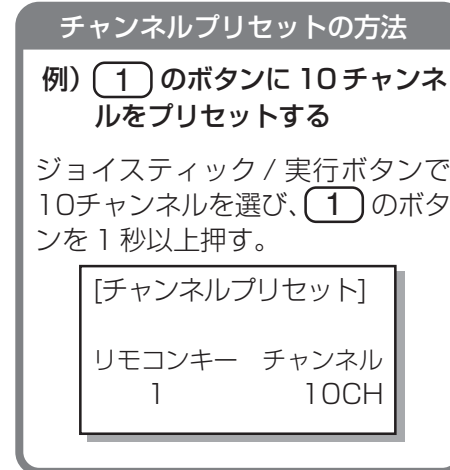 チャンネルプリセットの方法
例) 1 のボタンに 10 チャンネ
ルをプリセットする
ジョイスティック / 実行ボタンで
10チャンネルを選び、 1 のボタ
ンを 1 秒以上押す。
[チャンネルプリセット]
リモコンキー チャンネル
1 10CH